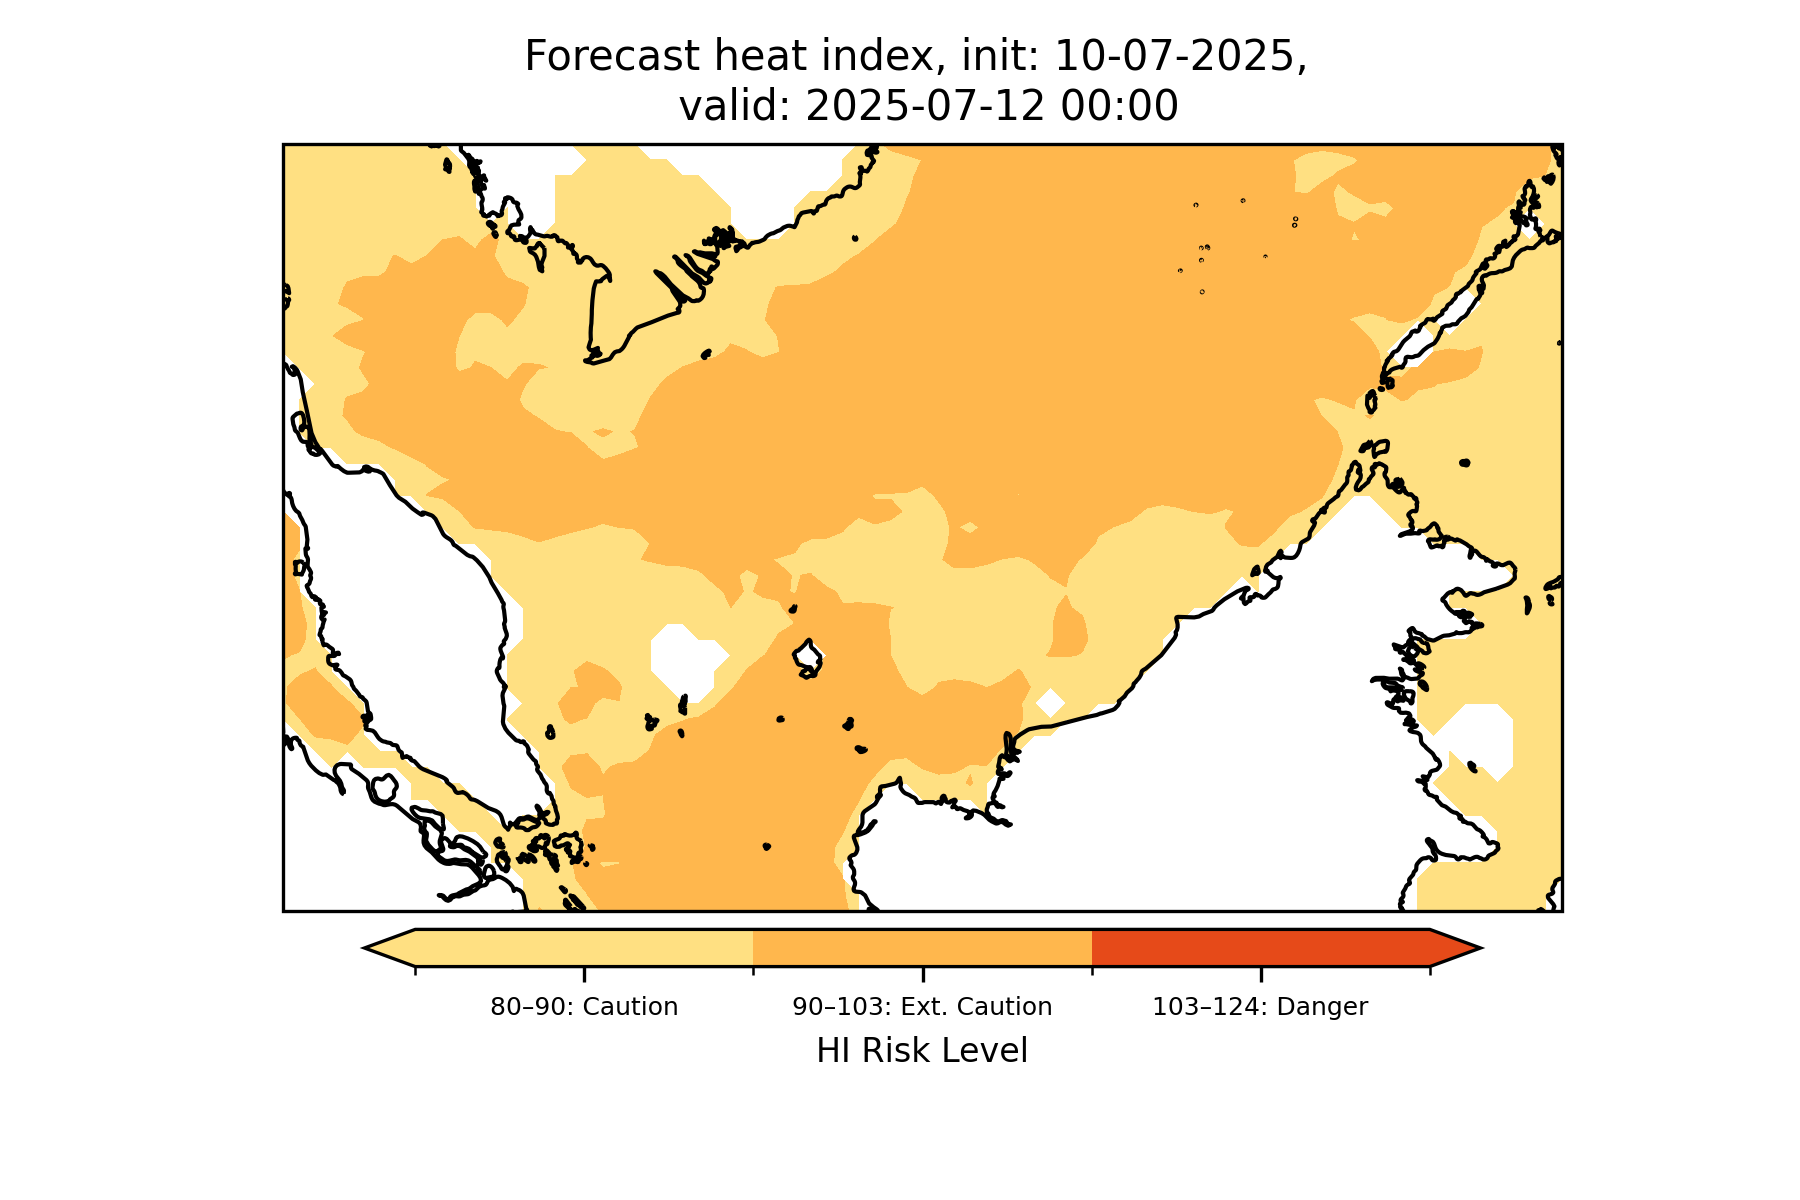 Forecast heat index, init: 10-07-2025,
valid: 2025-07-12 00:00
80–90: Caution
90–103: Ext. Caution
103–124: Danger
HI Risk Level